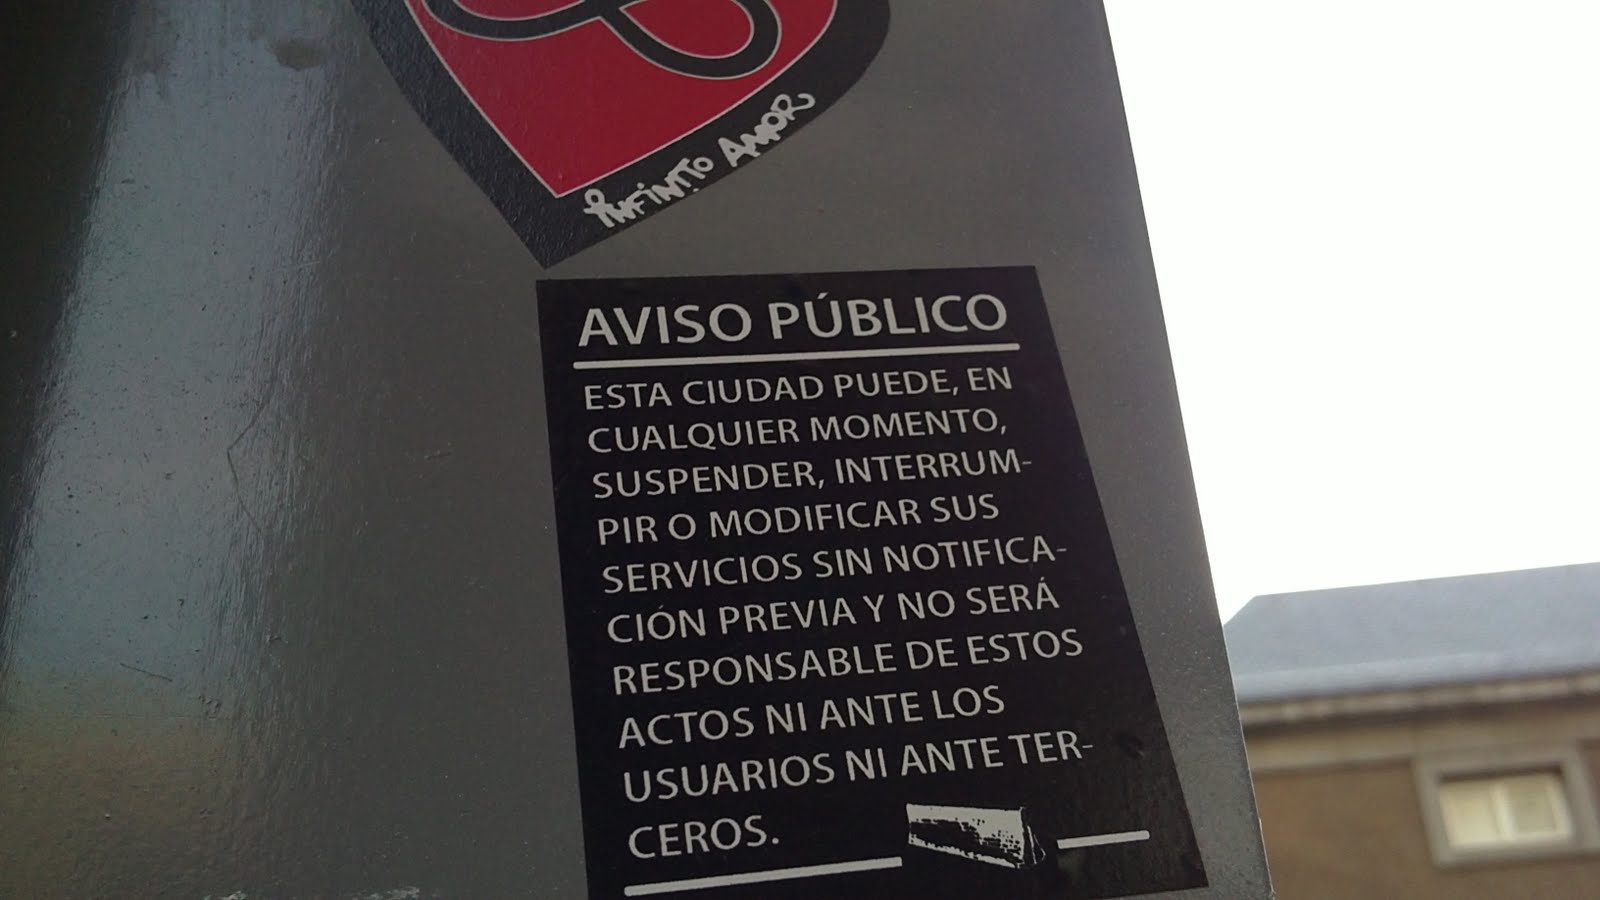 INFINITO AMOR
AVISO PÚBLICO
ESTA CIUDAD PUEDE, EN
CUALQUIER MOMENTO,
SUSPENDER, INTERRUM-
PIR O MODIFICAR SUS
SERVICIOS SIN NOTIFICA-
CIÓN PREVIA Y NO SERÁ
RESPONSABLE DE ESTOS
ACTOS NI ANTE LOS
USUARIOS NI ANTE TER-
CEROS.